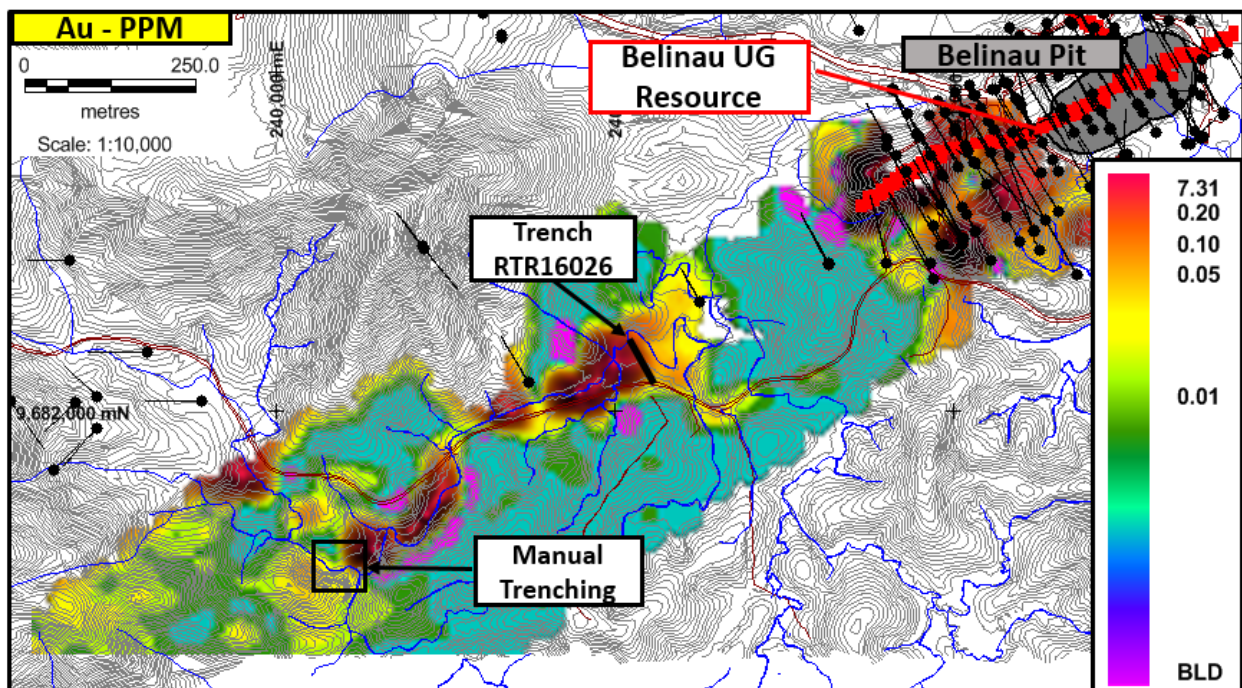 Au - PPM
0 250.0
metres
Scale: 1:10,000
240,000mE
Belinau UG
Resource
Belinau Pit
7.31
0.20
0.10
0.05
0.01
BLD
Trench
RTR16026
9,682,000 mN
Manual
Trenching